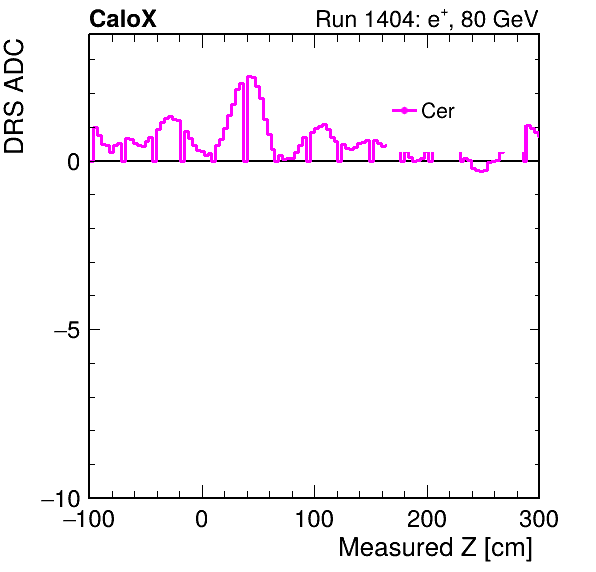 CaloX Run 1404: e⁺, 80 GeV
DRS ADC
Cer
0
−5
−10
−100 0 100 200 300
Measured Z [cm]